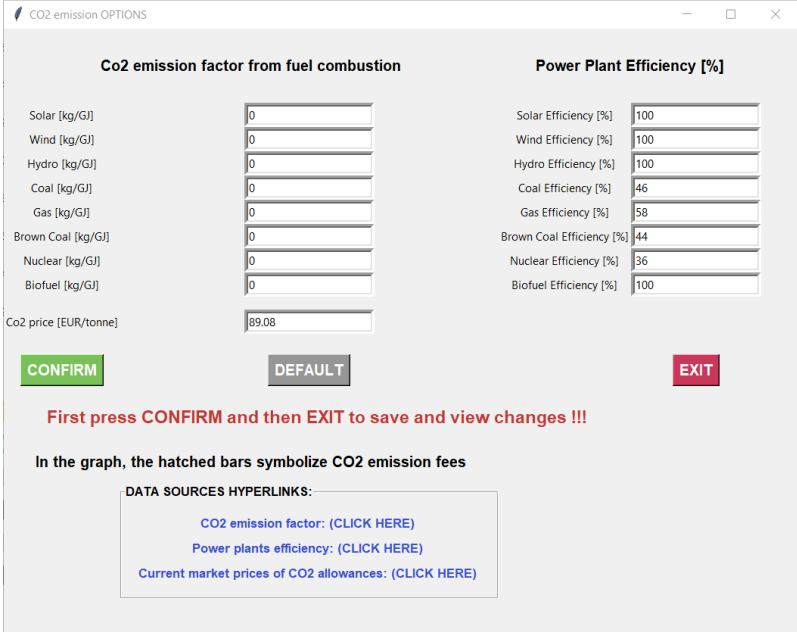 CO2 emission OPTIONS
Co2 emission factor from fuel combustion Power Plant Efficiency [%]
Solar [kg/GJ] 0 Solar Efficiency [%] 100
Wind [kg/GJ] 0 Wind Efficiency [%] 100
Hydro [kg/GJ] 0 Hydro Efficiency [%] 100
Coal [kg/GJ] 0 Coal Efficiency [%] 46
Gas [kg/GJ] 0 Gas Efficiency [%] 58
Brown Coal [kg/GJ] 0 Brown Coal Efficiency [%] 44
Nuclear [kg/GJ] 0 Nuclear Efficiency [%] 36
Biofuel [kg/GJ] 0 Biofuel Efficiency [%] 100
Co2 price [EUR/tonne] 89.08
CONFIRM DEFAULT EXIT
First press CONFIRM and then EXIT to save and view changes !!!
In the graph, the hatched bars symbolize CO2 emission fees
DATA SOURCES HYPERLINKS:
CO2 emission factor: (CLICK HERE)
Power plants efficiency: (CLICK HERE)
Current market prices of CO2 allowances: (CLICK HERE)